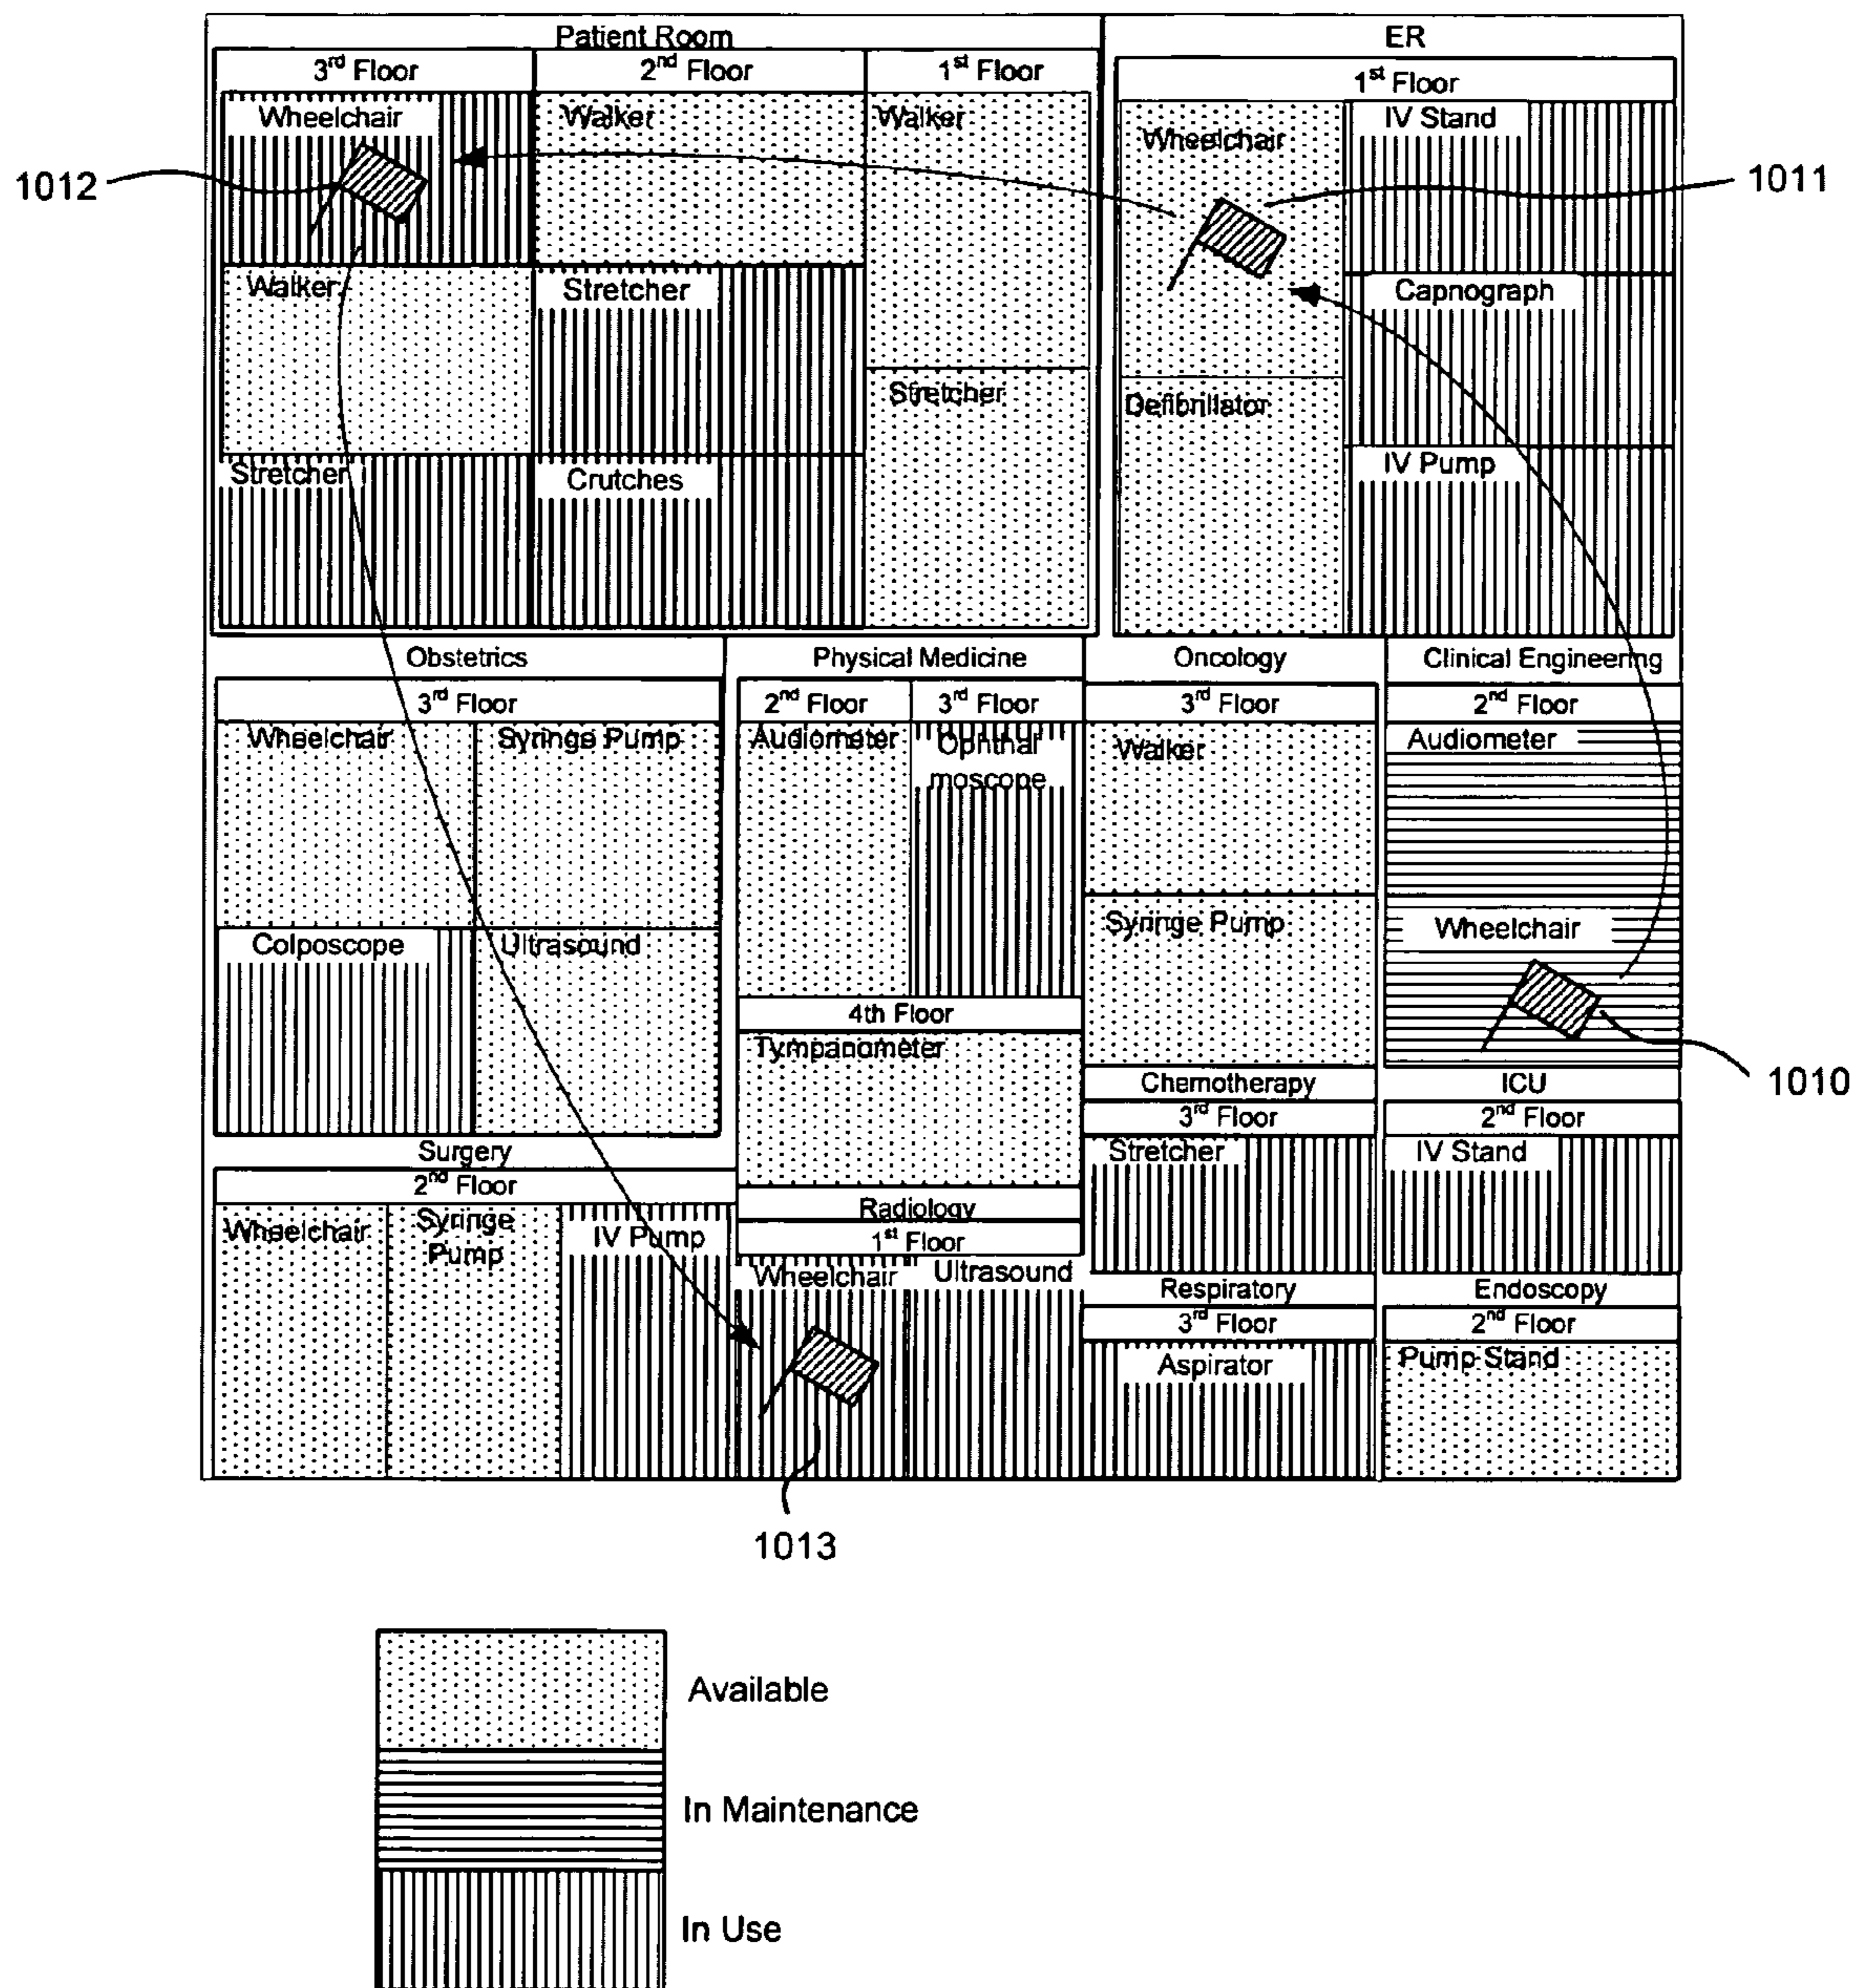 Patient Room
ER
3rd Floor
2nd Floor
1st Floor
1st Floor
Wheelchair
Walker
Walker
Wheelchair
IV Stand
1012
1011
Walker
Stretcher
Capnograph
Stretcher
Defibrillator
Stretcher
Crutches
IV Pump
Obstetrics
Physical Medicine
Oncology
Clinical Engineering
3rd Floor
2nd Floor
3rd Floor
3rd Floor
2nd Floor
Wheelchair
Syringe Pump
Audiometer
Ophthal
moscope
Walker
Audiometer
Colposcope
Ultrasound
Syringe Pump
Wheelchair
4th Floor
Tympanometer
1010
Chemotherapy
ICU
3rd Floor
2nd Floor
Surgery
Stretcher
IV Stand
2nd Floor
Radiology
1st Floor
Wheelchair
Syringe
Pump
IV Pump
Wheelchair
Ultrasound
Respiratory
Endoscopy
3rd Floor
2nd Floor
Aspirator
Pump Stand
1013
Available
In Maintenance
In Use